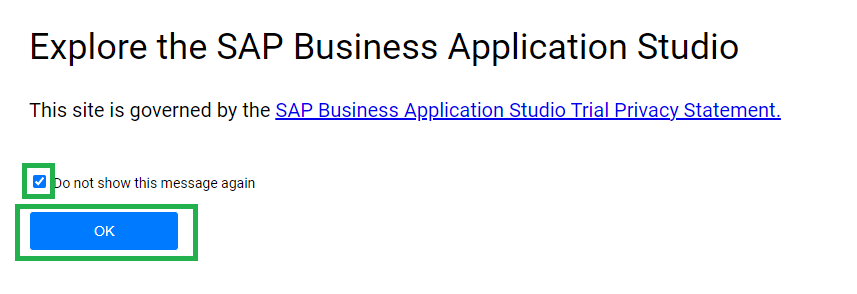 Explore the SAP Business Application Studio
This site is governed by the SAP Business Application Studio Trial Privacy Statement.
Do not show this message again
OK